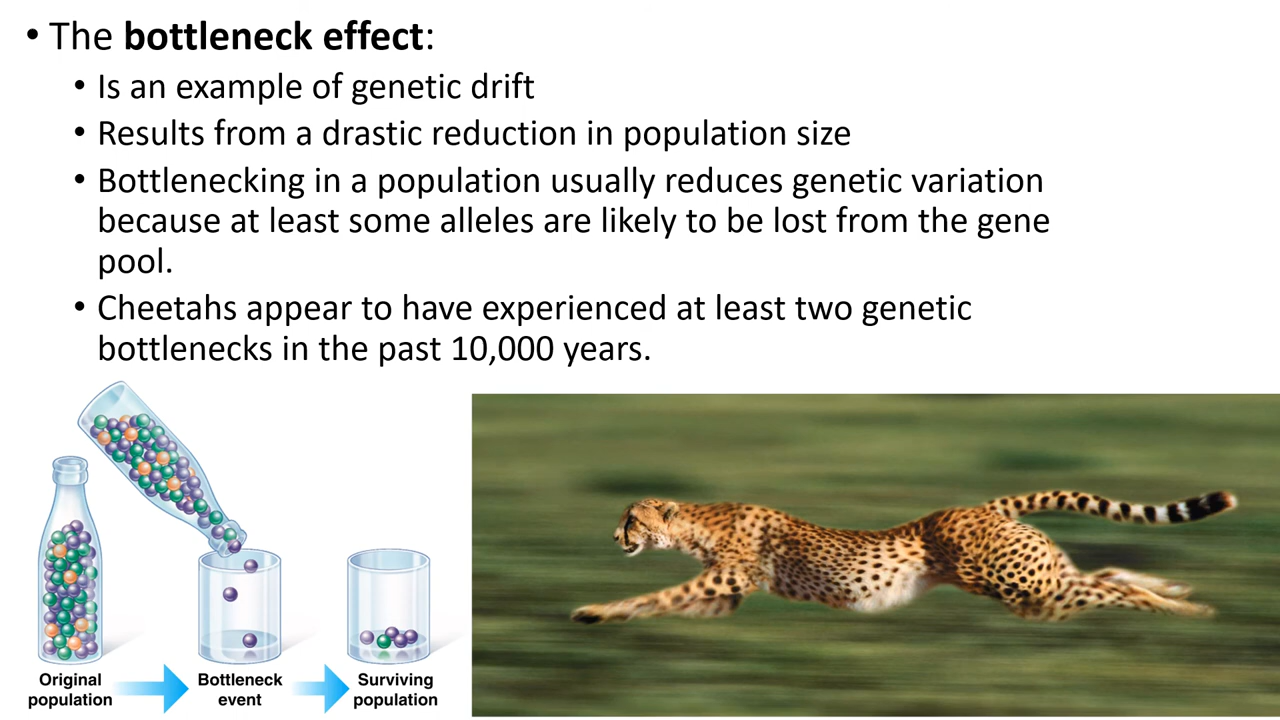 • The bottleneck effect:
• Is an example of genetic drift
• Results from a drastic reduction in population size
• Bottlenecking in a population usually reduces genetic variation
because at least some alleles are likely to be lost from the gene
pool.
• Cheetahs appear to have experienced at least two genetic
bottlenecks in the past 10,000 years.
Original
population
Bottleneck
event
Surviving
population